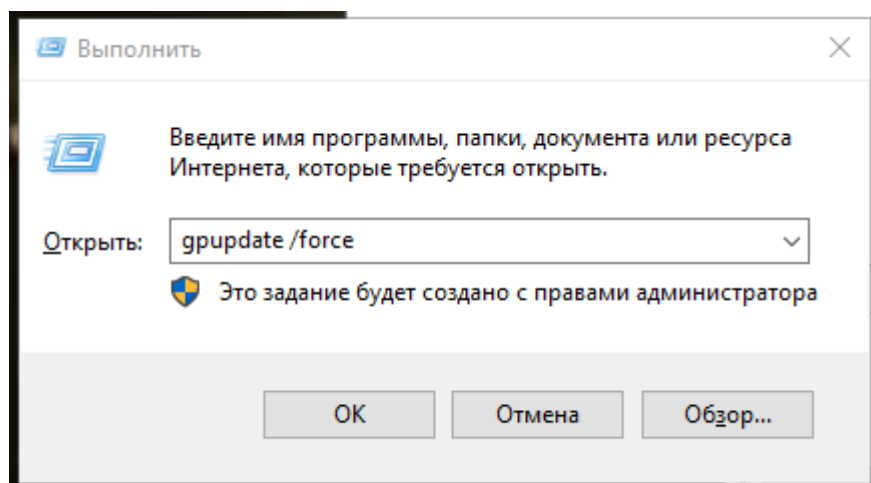 Выполнить
Введите имя программы, папки, документа или ресурса
Интернета, которые требуется открыть.
Открыть: gpupdate /force
Это задание будет создано с правами администратора
OK Отмена Обзор...